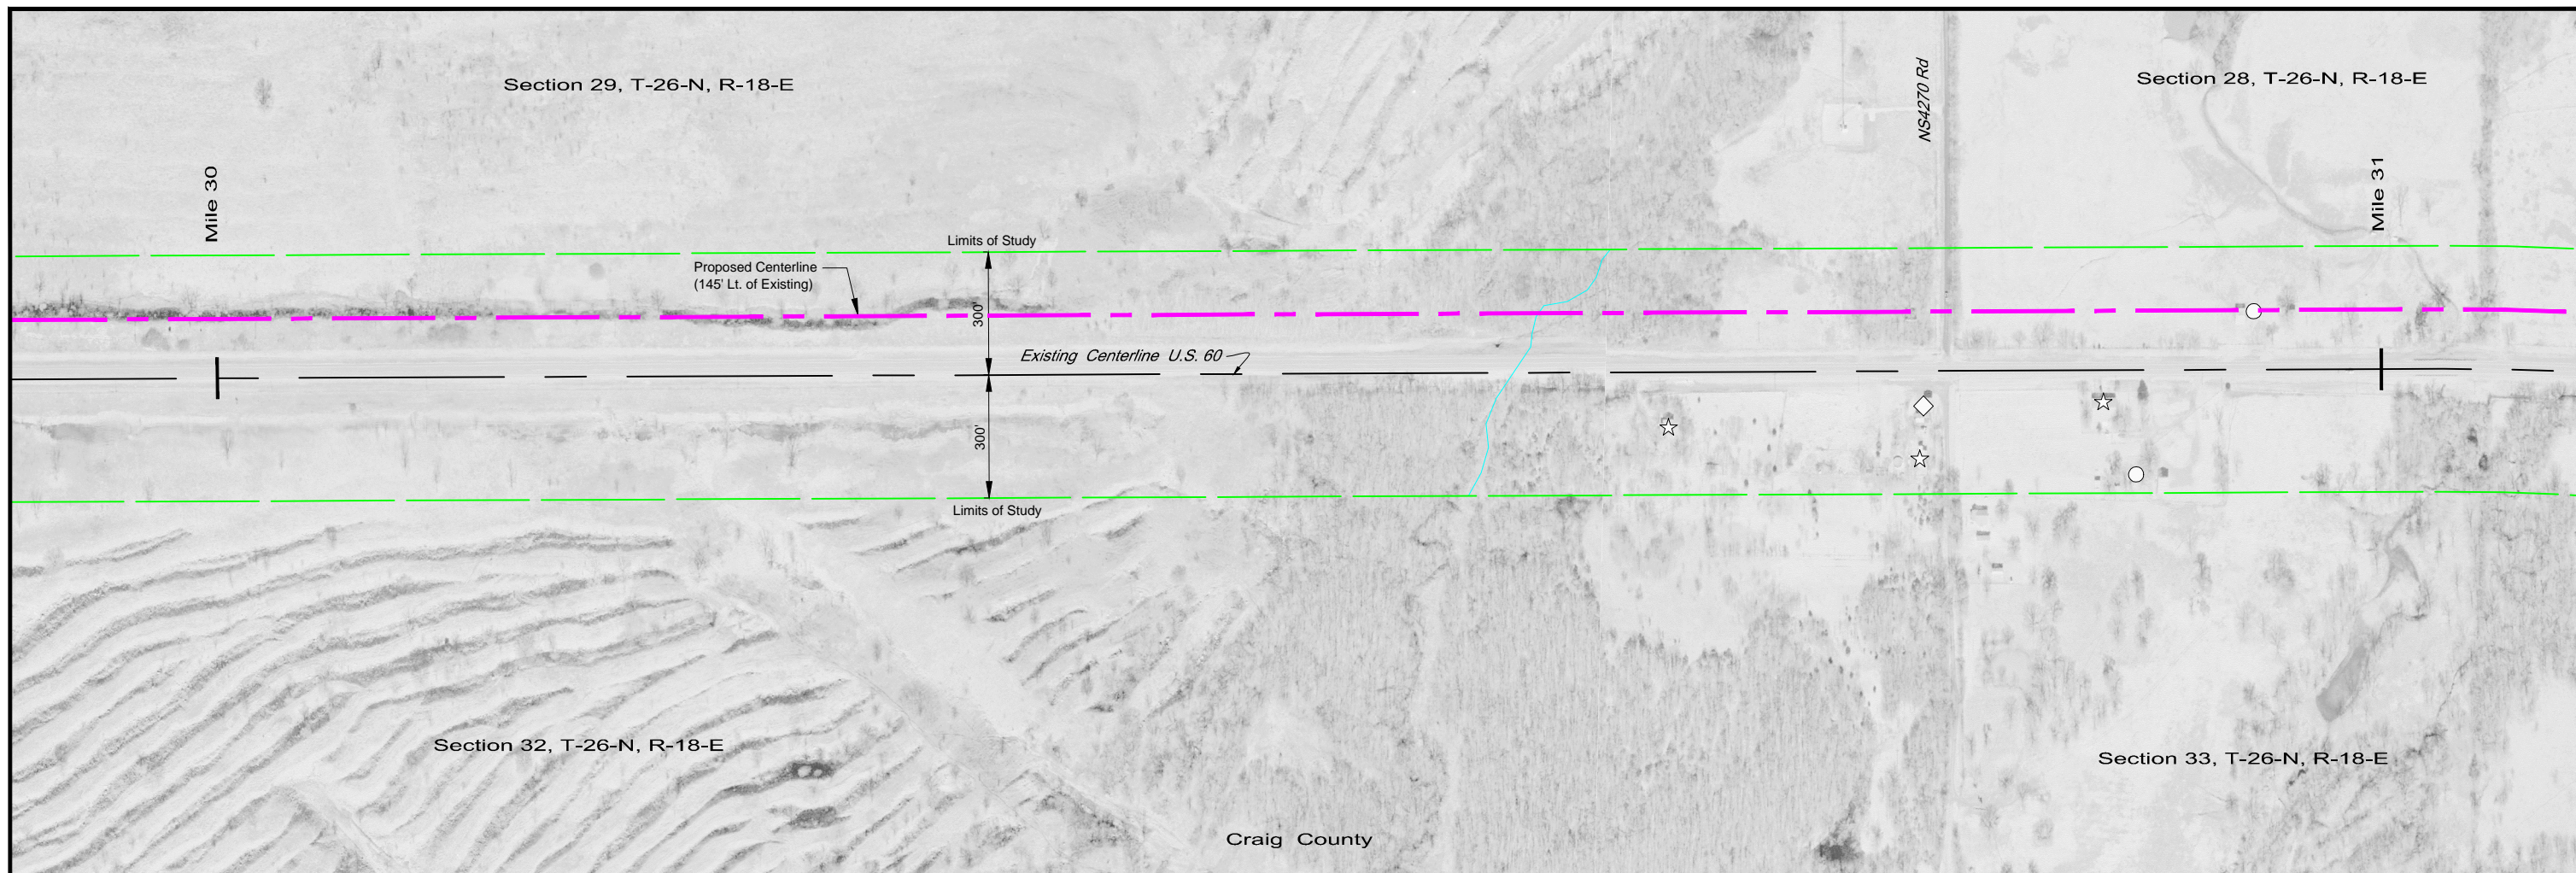 Section 29, T-26-N, R-18-E
NS4270 Rd
Section 28, T-26-N, R-18-E
Mile 30
Mile 31
Limits of Study
Proposed Centerline
(145' Lt. of Existing)
300'
Existing Centerline U.S. 60
300'
Limits of Study
Section 32, T-26-N, R-18-E
Section 33, T-26-N, R-18-E
Craig County